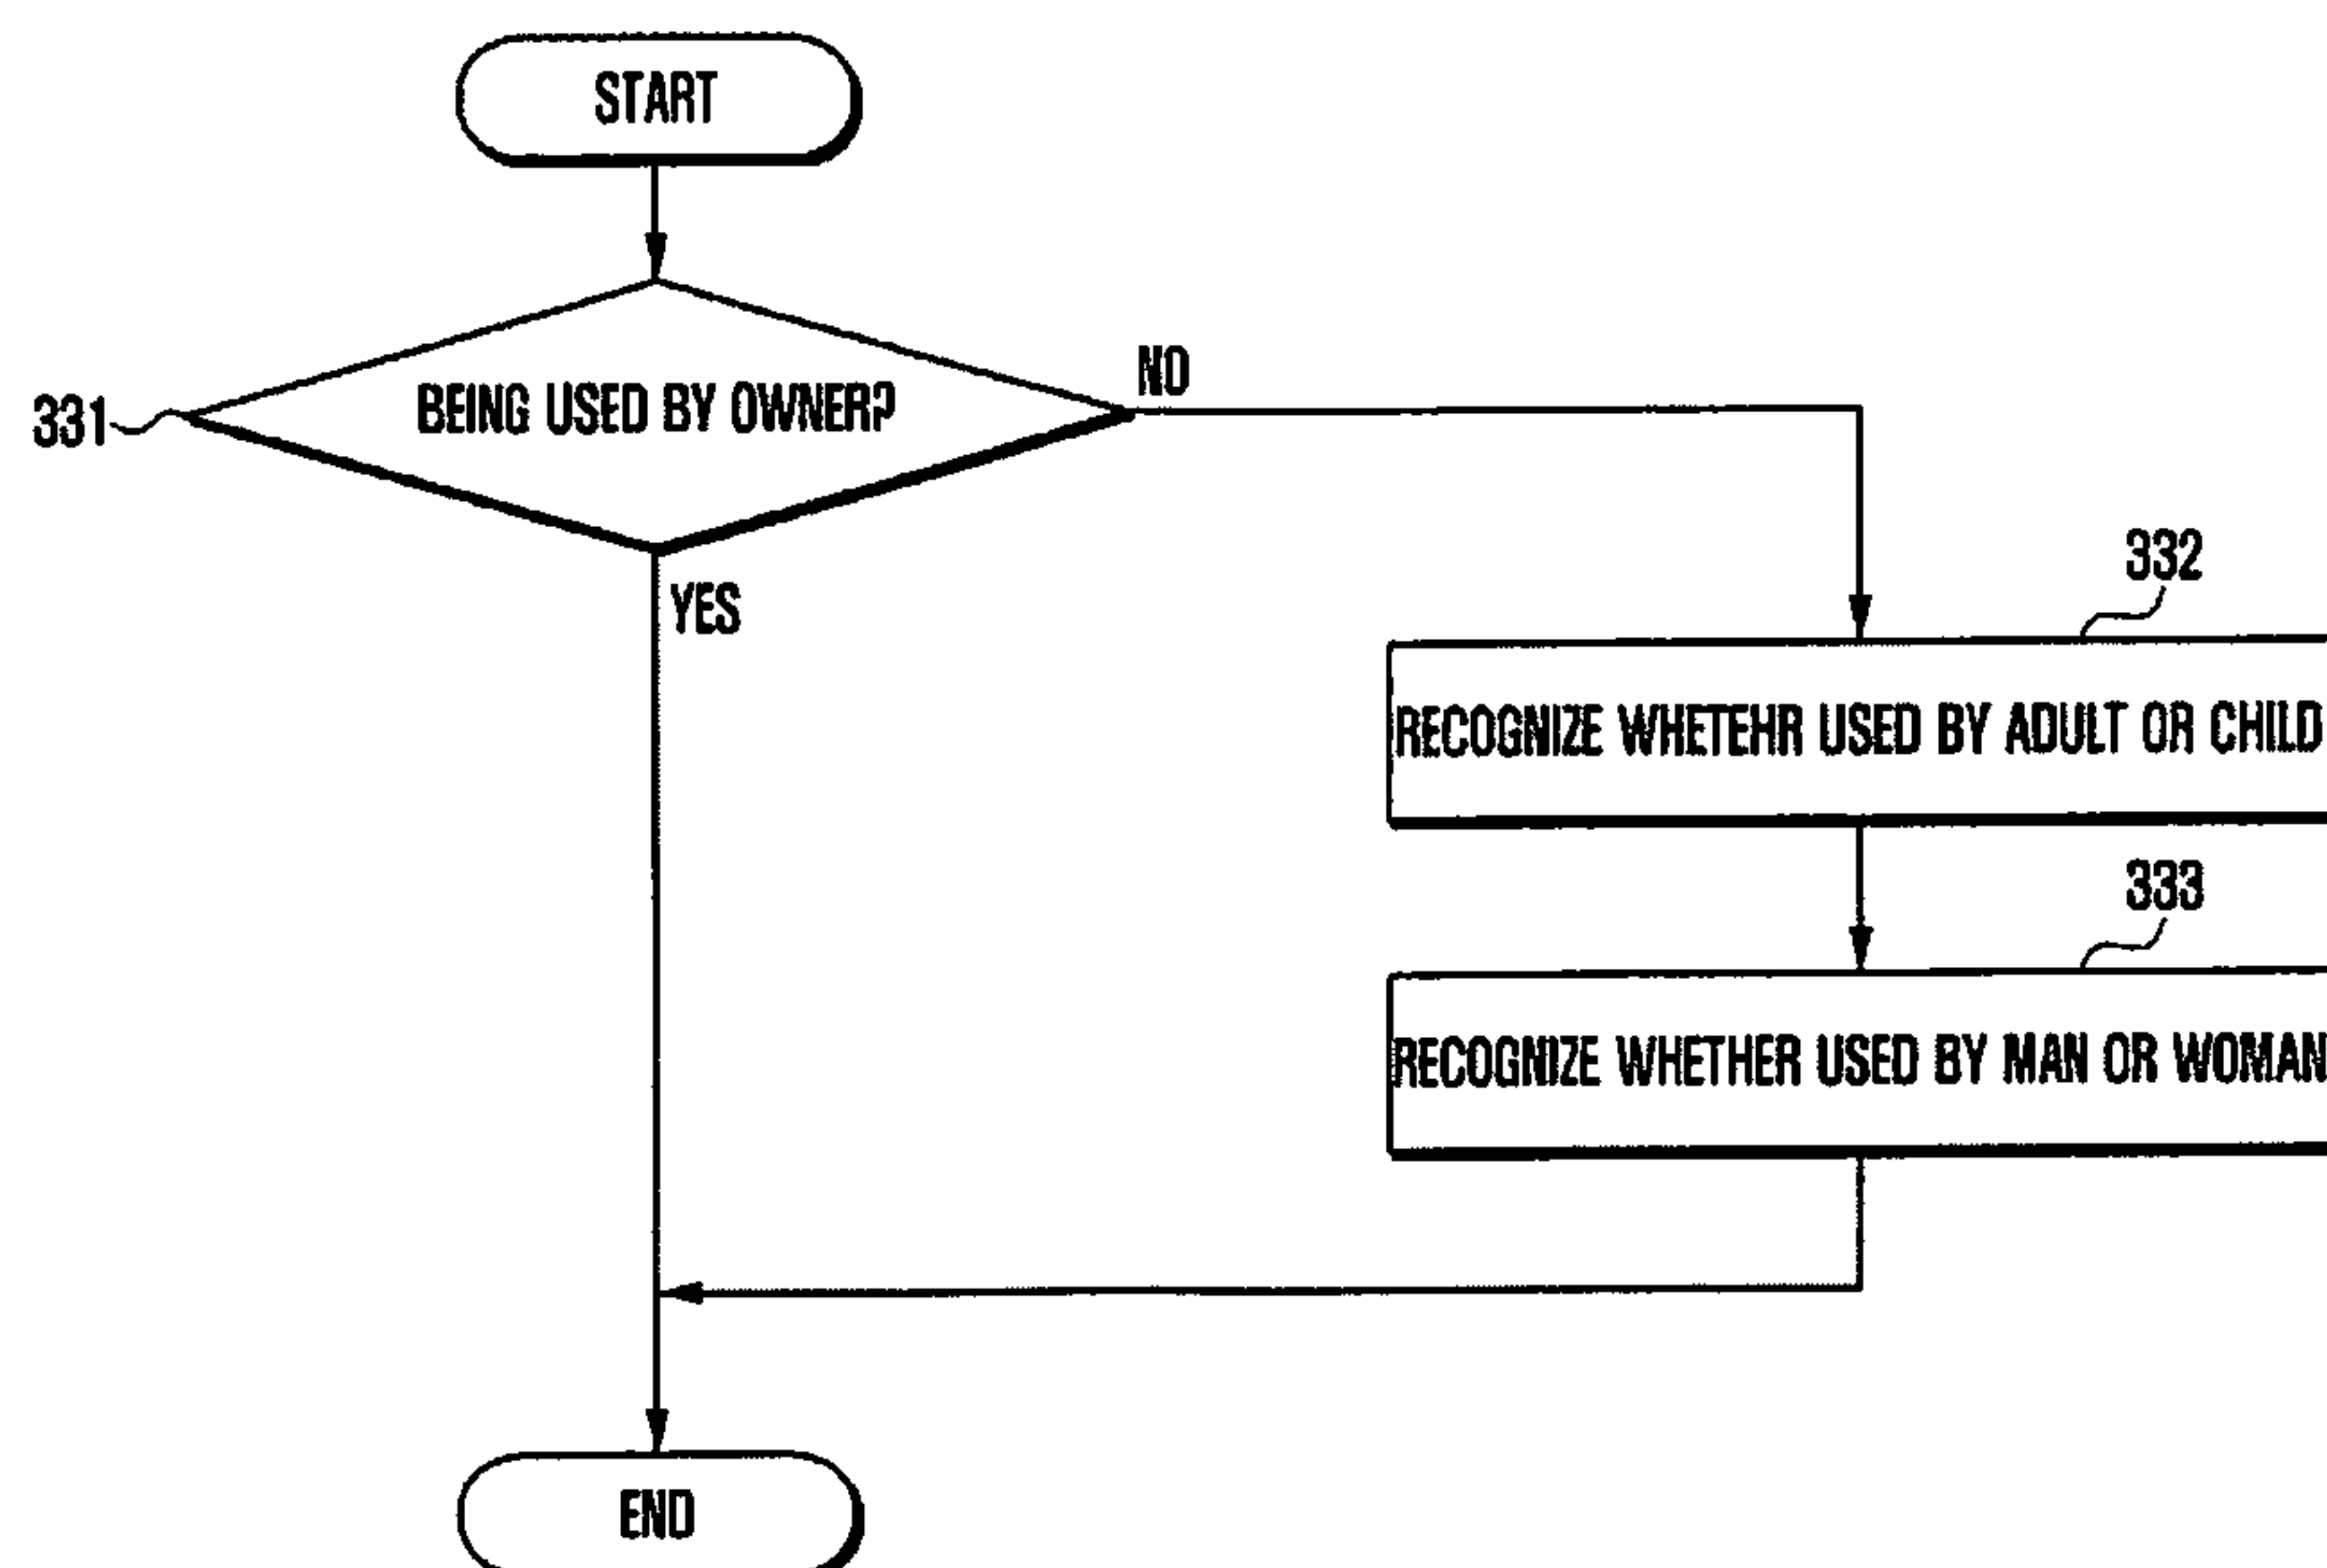 START
331
BEING USED BY OWNER?
NO
YES
332
RECOGNIZE WHETEHR USED BY ADULT OR CHILD
333
RECOGNIZE WHETHER USED BY MAN OR WOMAN
END